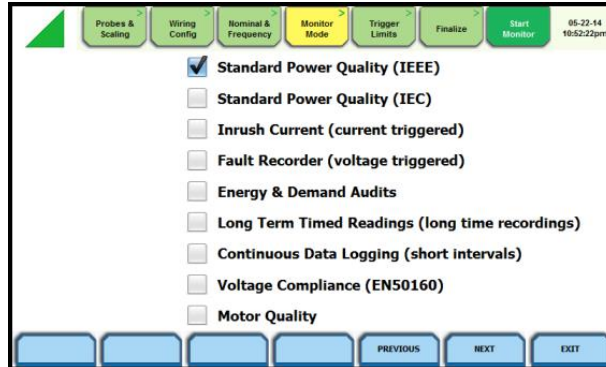 Probes & Scaling > Wiring Config > Nominal & Frequency > Monitor Mode > Trigger Limits > Finalize > Start Monitor 05-22-14 10:52:22pm
Standard Power Quality (IEEE)
Standard Power Quality (IEC)
Inrush Current (current triggered)
Fault Recorder (voltage triggered)
Energy & Demand Audits
Long Term Timed Readings (long time recordings)
Continuous Data Logging (short intervals)
Voltage Compliance (EN50160)
Motor Quality
PREVIOUS NEXT EXIT